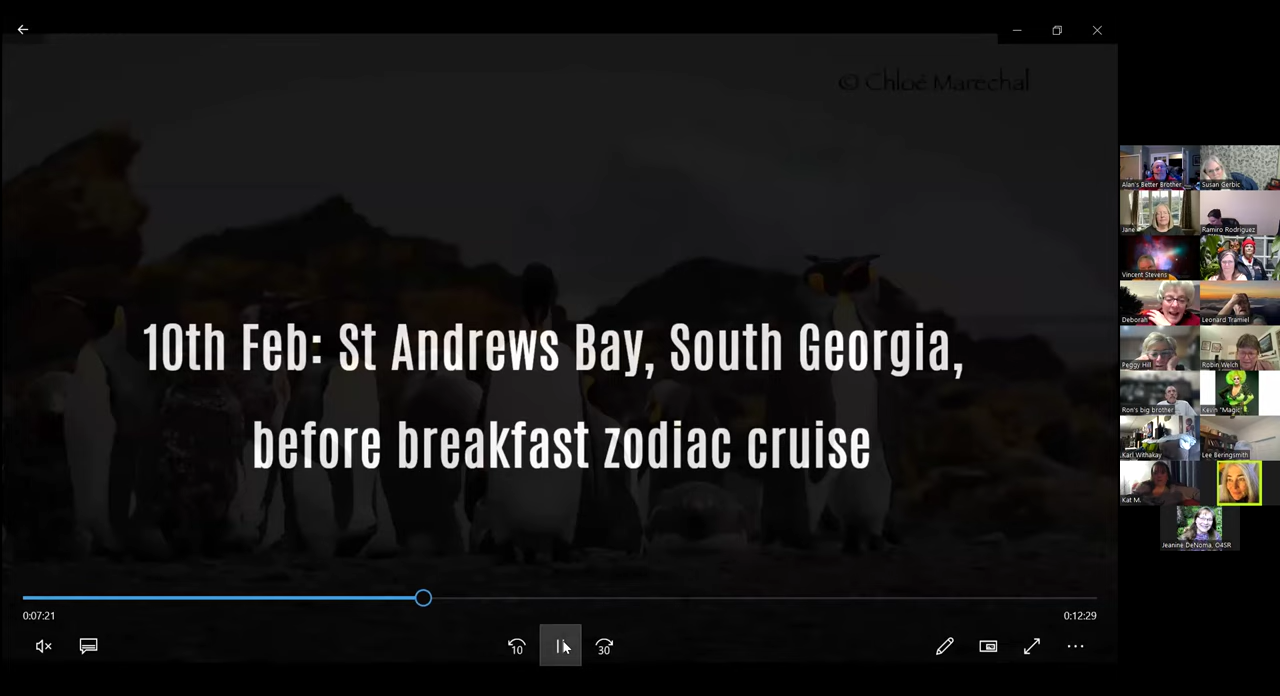 © Chloé Marechal
10th Feb: St Andrews Bay, South Georgia,
before breakfast zodiac cruise
0:07:21
0:12:29
10
30
Alan's Better Brother
Susan Gerbic
Jane
Ramiro Rodriguez
Vincent Stevens
Deborah
Leonard Tramiel
Peggy Hill
Robin Welch
Ron's big brother
Kevin "Magic"
Karl Withakay
Lee Beringsmith
Kat M.
Jeanine DeNoma, O4SR